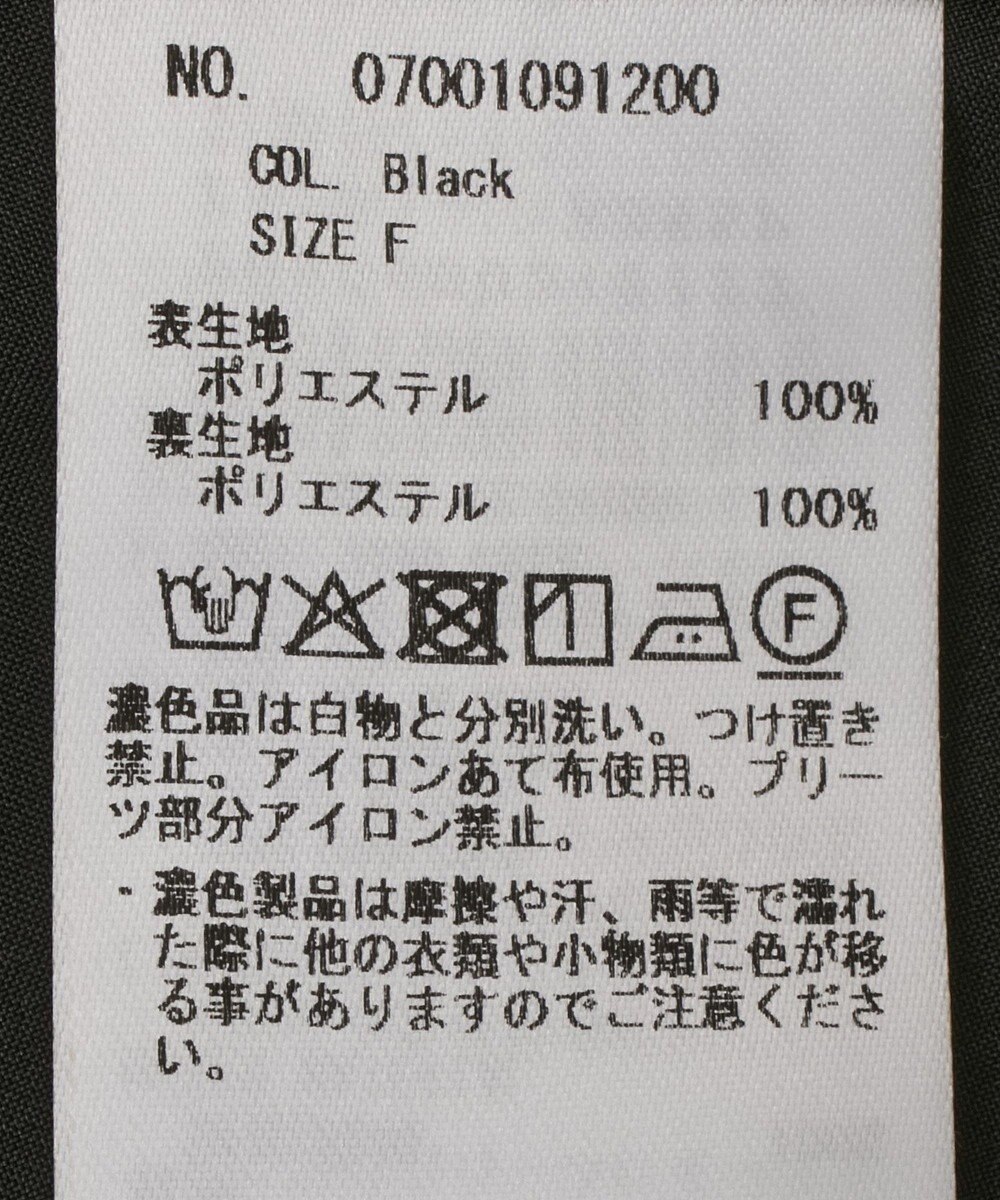 NO. 07001091200
COL. Black
SIZE F
表生地
ポリエステル 100%
裏生地
ポリエステル 100%
F
濃色品は白物と分別洗い。つけ置き
禁止。アイロンあて布使用。プリー
ツ部分アイロン禁止。
・濃色製品は摩擦や汗、雨等で濡れ
た際に他の衣類や小物類に色が移
る事がありますのでご注意くださ
い。